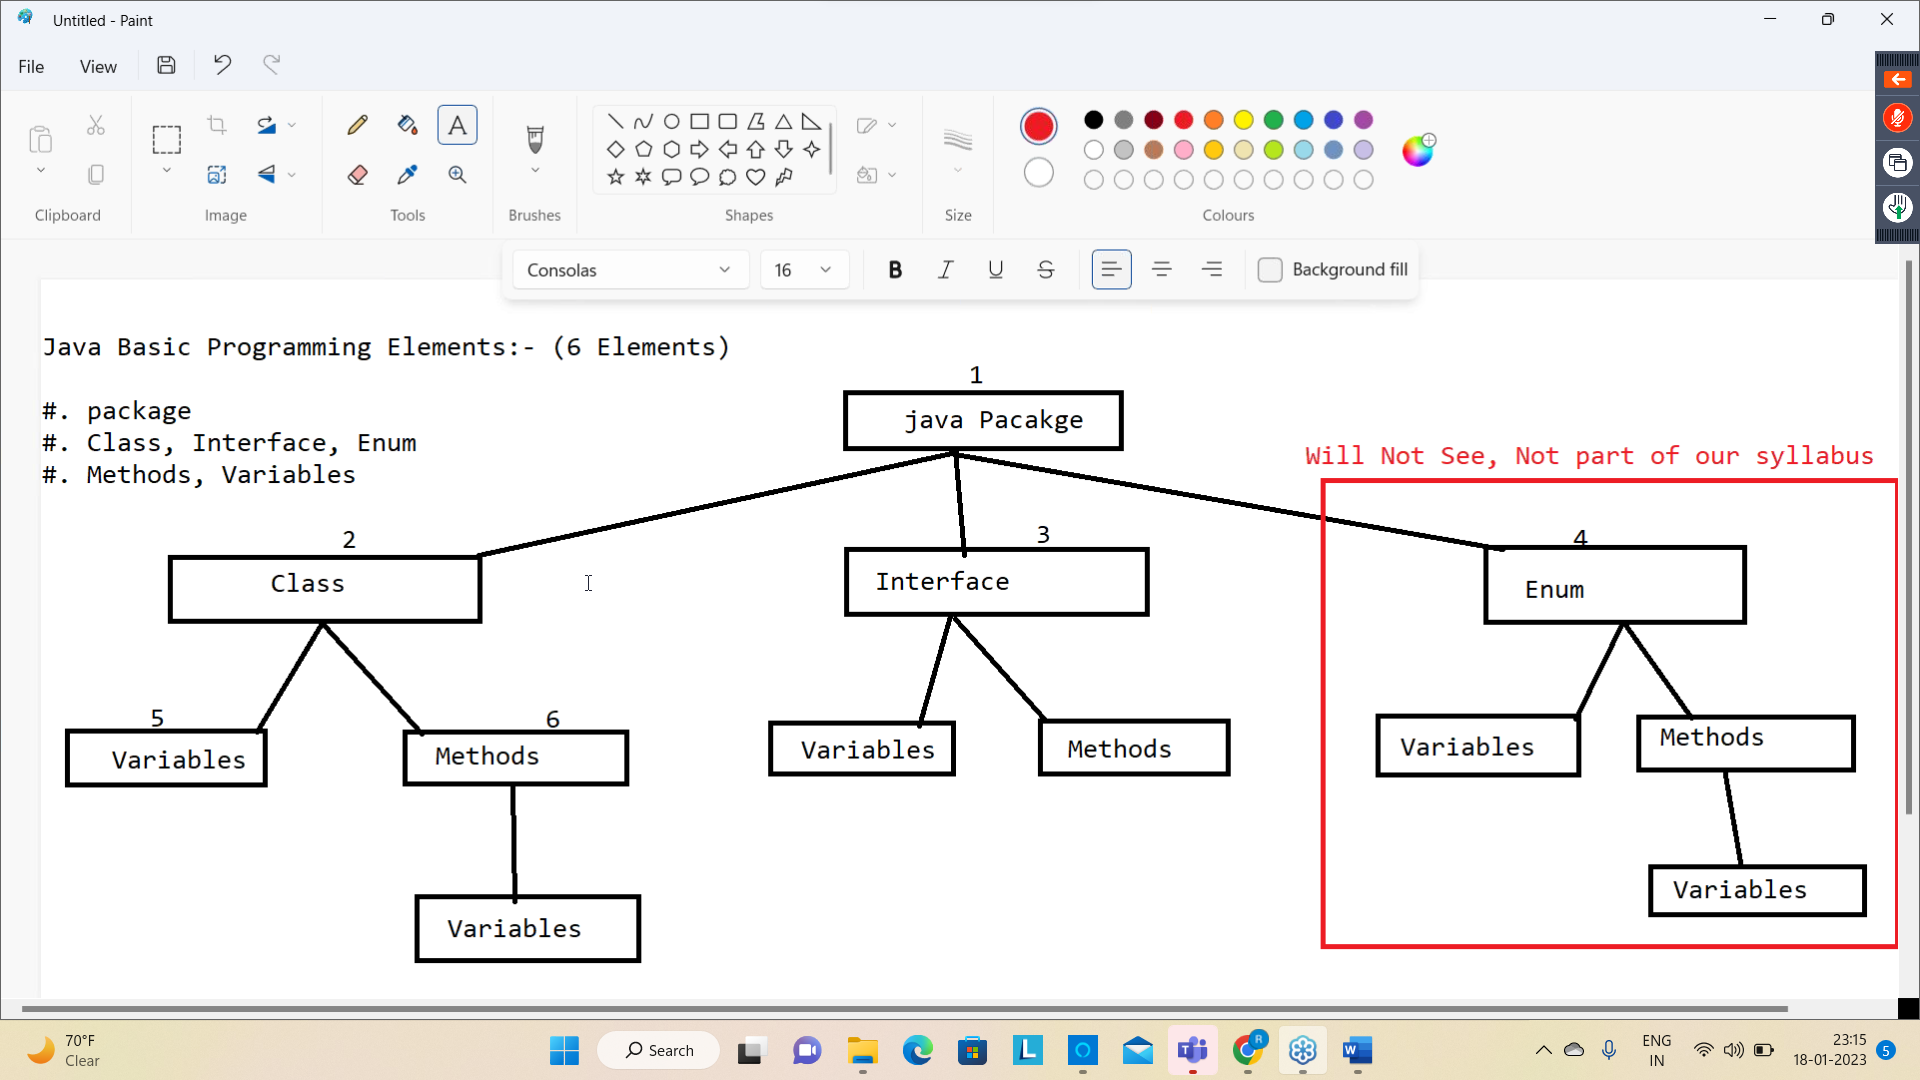 Untitled - Paint
File View
Clipboard
Image
Tools
Brushes
Shapes
Size
Colours
Consolas 16 B I U S Background fill
Java Basic Programming Elements:- (6 Elements)
1
java Pacakge
#. package
#. Class, Interface, Enum
#. Methods, Variables
Will Not See, Not part of our syllabus
2
3
4
Class
Interface
Enum
5
6
Variables
Methods
Variables
Methods
Variables
Methods
Variables
Variables
70°F
Clear
Search
R
ENG
IN
23:15
18-01-2023
5